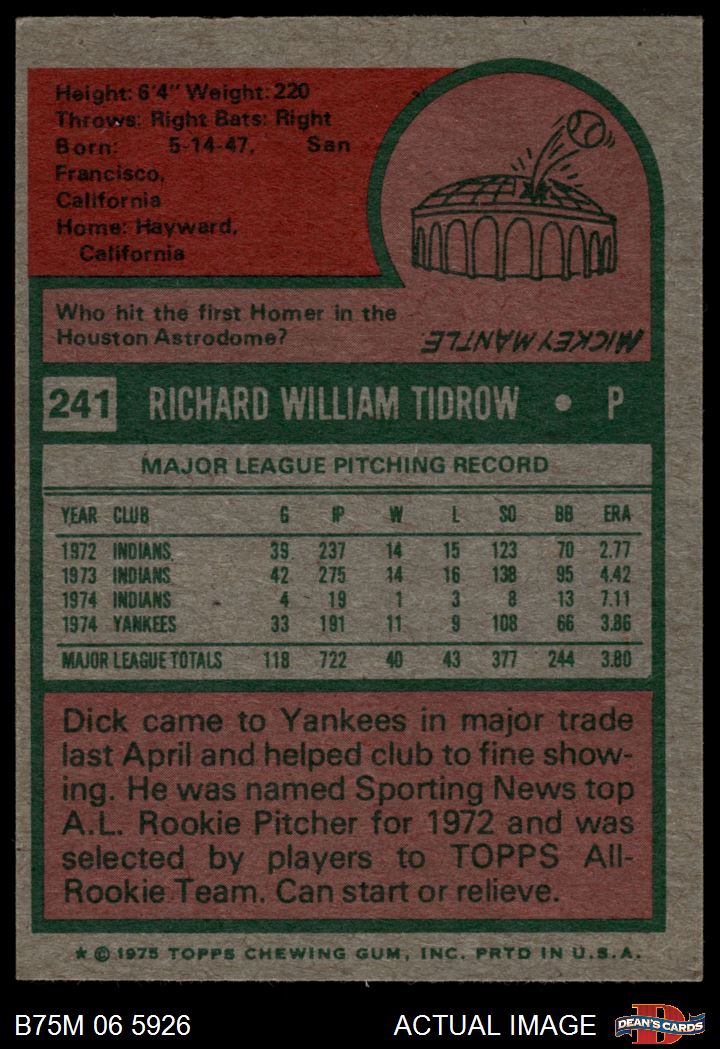 Height: 6'4" Weight: 220
Throws: Right Bats: Right
Born: 5-14-47, San
Francisco,
California
Home: Hayward,
California
Who hit the first Homer in the
Houston Astrodome?
MICKEY MANTLE
241 RICHARD WILLIAM TIDROW • P
MAJOR LEAGUE PITCHING RECORD
YEAR CLUB G IP W L SO BB ERA
1972 INDIANS 39 237 14 15 123 70 2.77
1973 INDIANS 42 275 14 16 138 95 4.42
1974 INDIANS 4 19 1 3 8 13 7.11
1974 YANKEES 33 191 11 9 108 66 3.86
MAJOR LEAGUE TOTALS 118 722 40 43 377 244 3.80
Dick came to Yankees in major trade
last April and helped club to fine show-
ing. He was named Sporting News top
A.L. Rookie Pitcher for 1972 and was
selected by players to TOPPS All-
Rookie Team. Can start or relieve.
★ © 1975 TOPPS CHEWING GUM, INC. PRTD IN U.S.A.
B75M 06 5926 ACTUAL IMAGE DEAN'S CARDS